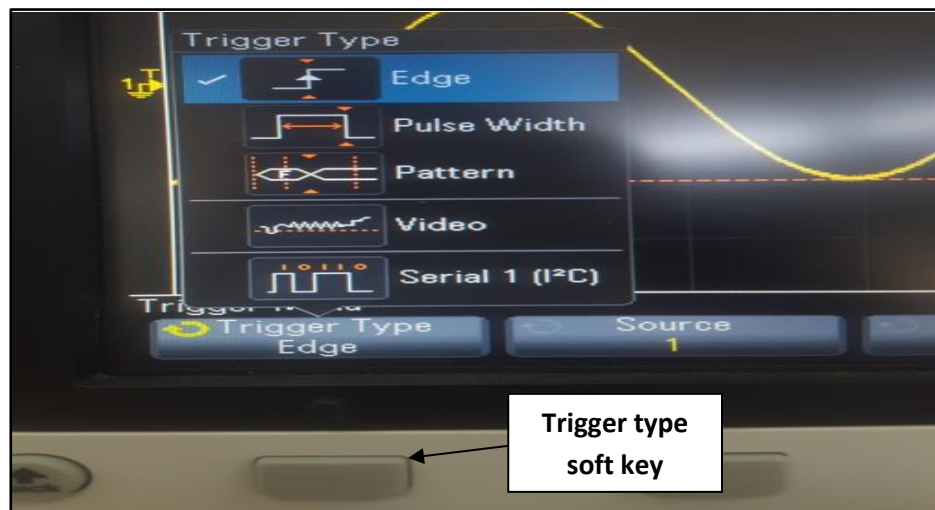 Trigger Type
Edge
Pulse Width
Pattern
Video
Serial 1 (I²C)
Trigger
Trigger Type
Edge
Source
1
Trigger type
soft key